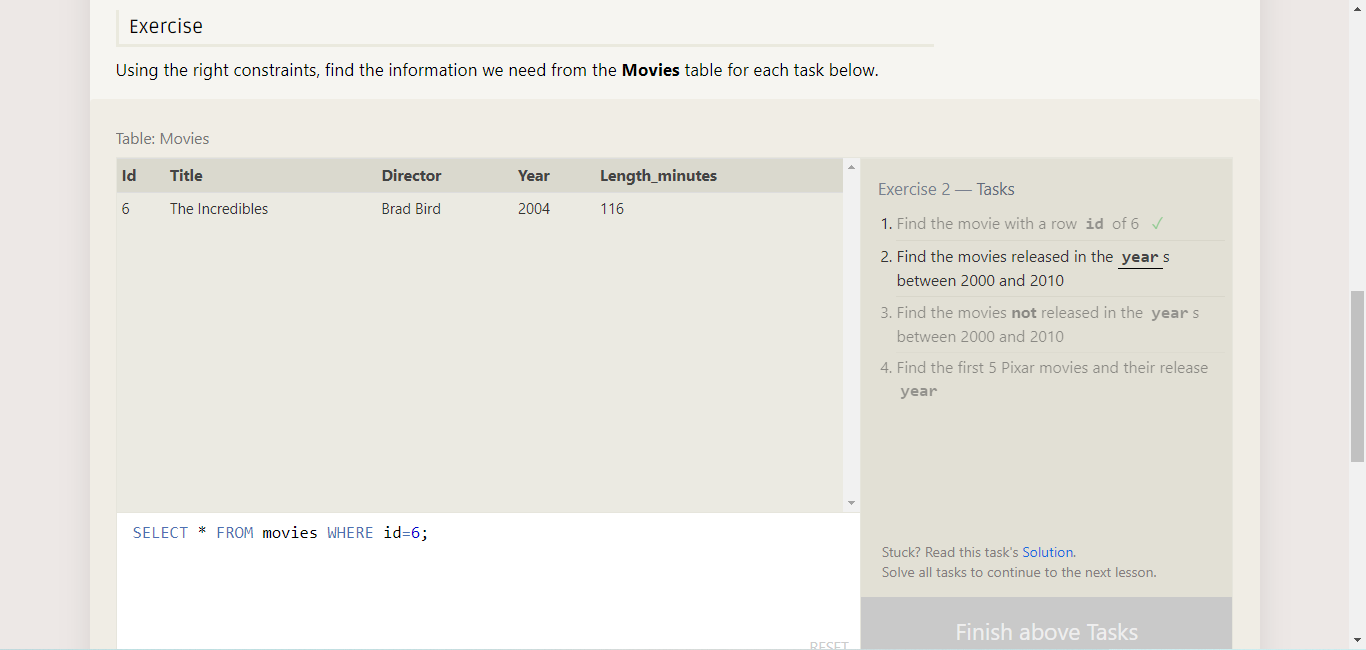 Exercise
Using the right constraints, find the information we need from the Movies table for each task below.
Table: Movies
Id Title Director Year Length_minutes
6 The Incredibles Brad Bird 2004 116
SELECT * FROM movies WHERE id=6;
RESET
Exercise 2 — Tasks
1. Find the movie with a row id of 6 ✓
2. Find the movies released in the year s
between 2000 and 2010
3. Find the movies not released in the year s
between 2000 and 2010
4. Find the first 5 Pixar movies and their release
year
Stuck? Read this task's Solution.
Solve all tasks to continue to the next lesson.
Finish above Tasks